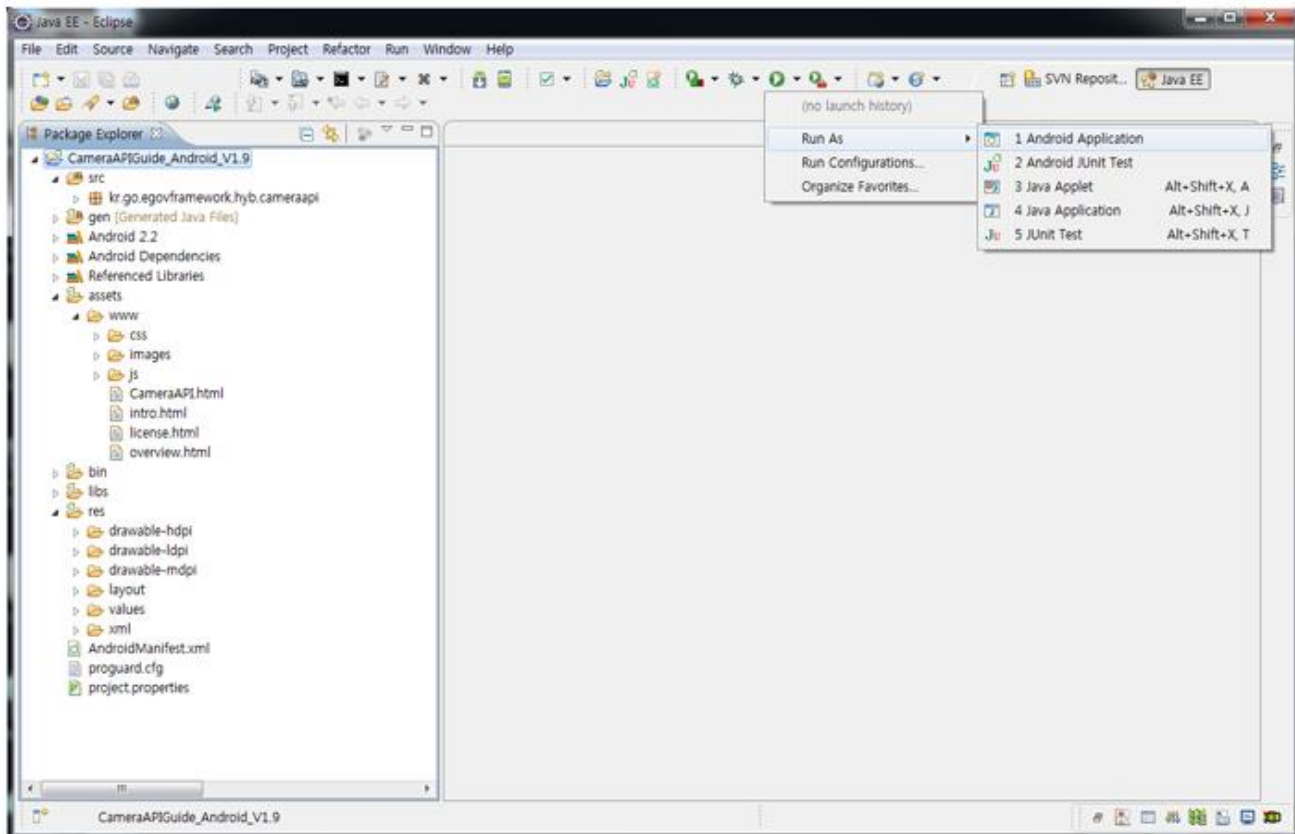 Java EE - Eclipse
File Edit Source Navigate Search Project Refactor Run Window Help
SVN Reposit... Java EE
(no launch history)
Run As
Run Configurations...
Organize Favorites...
1 Android Application
2 Android JUnit Test
3 Java Applet Alt+Shift+X, A
4 Java Application Alt+Shift+X, J
5 JUnit Test Alt+Shift+X, T
Package Explorer
CameraAPIGuide_Android_V1.9
src
kr.go.egovframework.hyb.cameraapi
gen [Generated Java Files]
Android 2.2
Android Dependencies
Referenced Libraries
assets
www
css
images
js
CameraAPI.html
intro.html
license.html
overview.html
bin
libs
res
drawable-hdpi
drawable-ldpi
drawable-mdpi
layout
values
xml
AndroidManifest.xml
proguard.cfg
project.properties
CameraAPIGuide_Android_V1.9